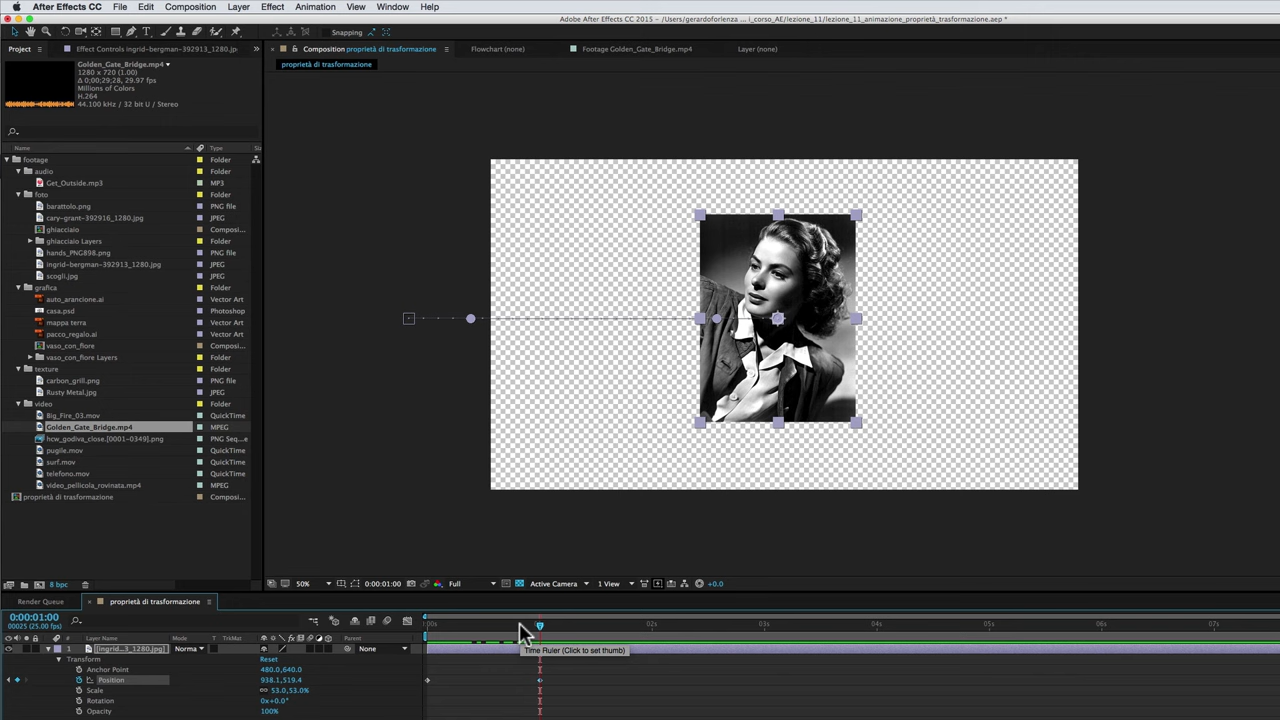 After Effects CC File Edit Composition Layer Effect Animation View Window Help
Adobe After Effects CC 2015 - /Users/gerardoforlenza i_corso_AE/lezione_11/lezione_11_animazione_proprietà_trasformazione.aep *
Snapping
Project Effect Controls ingrid-bergman-392913_1280.jp
Composition proprietà di trasformazione Flowchart (none) Footage Golden_Gate_Bridge.mp4 Layer (none)
proprietà di trasformazione
Golden_Gate_Bridge.mp4
1280 x 720 (1.00)
Δ 0;00;29;28, 29.97 fps
Millions of Colors
H.264
44.100 kHz / 32 bit U / Stereo
Name Type Siz
footage Folder
audio Folder
Get_Outside.mp3 MP3
foto Folder
barattolo.png PNG file
cary-grant-392916_1280.jpg JPEG
ghiacciaio Composi...
ghiacciaio Layers Folder
hands_PNG898.png PNG file
ingrid-bergman-392913_1280.jpg JPEG
scogli.jpg JPEG
grafica Folder
auto_arancione.ai Vector Art
casa.psd Photoshop
mappa terra Vector Art
pacco_regalo.ai Vector Art
vaso_con_fiore Composi...
vaso_con_fiore Layers Folder
texture Folder
carbon_grill.png PNG file
Rusty Metal.jpg JPEG
video Folder
Big_Fire_03.mov QuickTime
Golden_Gate_Bridge.mp4 MPEG
hcw_godiva_close.[0001-0349].png PNG Seq...
pugile.mov QuickTime
surf.mov QuickTime
telefono.mov QuickTime
video_pellicola_rovinata.mp4 MPEG
proprietà di trasformazione Composi...
8 bpc
50% 0:00:01:00 Full Active Camera 1 View +0.0
Render Queue proprietà di trasformazione
0:00:01:00
00025 (25.00 fps)
:00s 02s 03s 04s 05s 06s 07s
# Layer Name Mode T TrkMat Parent
1 [ingrid...3_1280.jpg] Norma None
Time Ruler (Click to set thumb)
Transform Reset
Anchor Point 480.0,640.0
Position 938.1,519.4
Scale 53.0,53.0%
Rotation 0x+0.0°
Opacity 100%